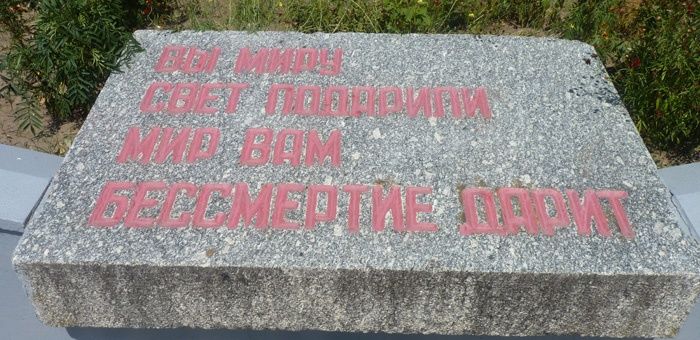 ВЫ МИРУ
СВЕТ ПОДАРИЛИ
МИР ВАМ
БЕССМЕРТИЕ ДАРИТ